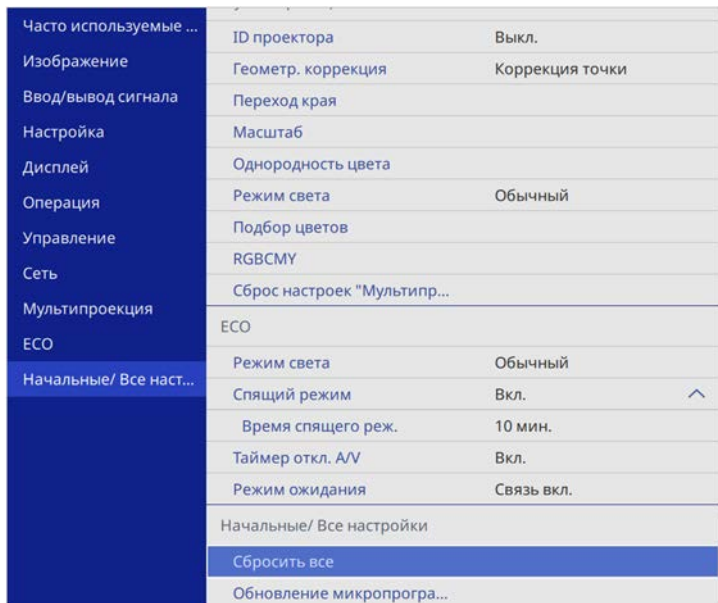 Часто используемые ...
Изображение
Ввод/вывод сигнала
Настройка
Дисплей
Операция
Управление
Сеть
Мультипроекция
ECO
Начальные/ Все наст...
ID проектора Выкл.
Геометр. коррекция Коррекция точки
Переход края
Масштаб
Однородность цвета
Режим света Обычный
Подбор цветов
RGBCMY
Сброс настроек "Мультипр...
ECO
Режим света Обычный
Спящий режим Вкл.
Время спящего реж. 10 мин.
Таймер откл. A/V Вкл.
Режим ожидания Связь вкл.
Начальные/ Все настройки
Сбросить все
Обновление микропрогра...